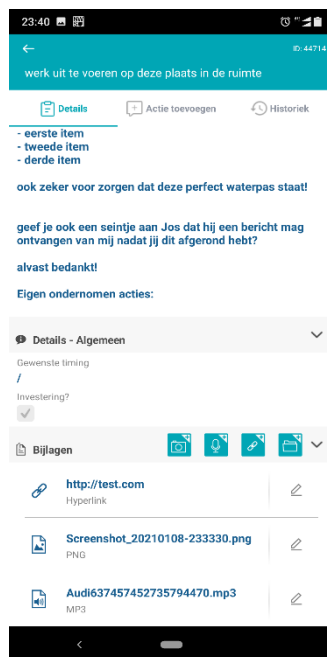 23:40
ID: 44714
werk uit te voeren op deze plaats in de ruimte
Details
Actie toevoegen
Historiek
- eerste item
- tweede item
- derde item
ook zeker voor zorgen dat deze perfect waterpas staat!
geef je ook een seintje aan Jos dat hij een bericht mag
ontvangen van mij nadat jij dit afgerond hebt?
alvast bedankt!
Eigen ondernomen acties:
Details - Algemeen
Gewenste timing
/
Investering?
Bijlagen
http://test.com
Hyperlink
Screenshot_20210108-233330.png
PNG
Audi637457452735794470.mp3
MP3